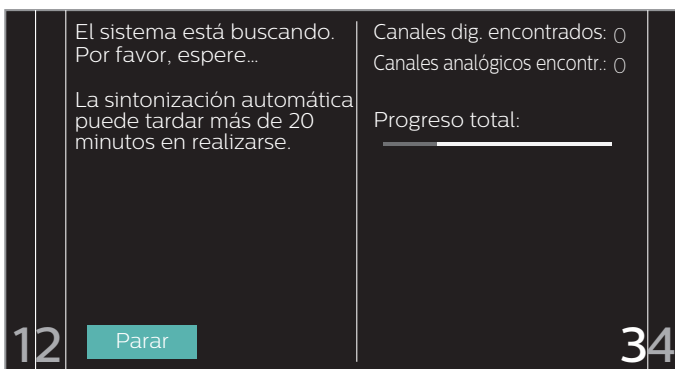 El sistema está buscando.
Por favor, espere...
La sintonización automática
puede tardar más de 20
minutos en realizarse.
Parar
Canales dig. encontrados: 0
Canales analógicos encontr.: 0
Progreso total:
12
34